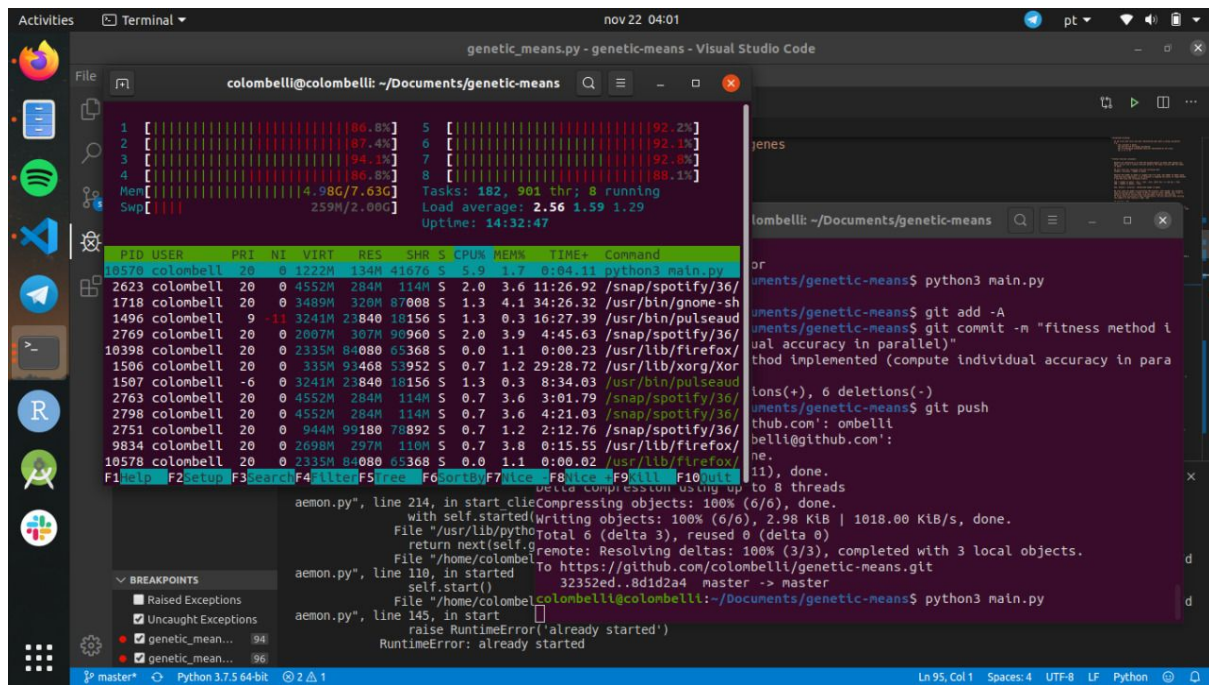 Activities
Terminal
nov 22 04:01
pt
genetic_means.py - genetic-means - Visual Studio Code
File
colombelli@colombelli: ~/Documents/genetic-means
1 [86.8%] 5 [92.2%]
2 [87.4%] 6 [92.1%]
3 [94.1%] 7 [92.8%]
4 [86.8%] 8 [88.1%]
Mem[4.98G/7.63G] Tasks: 182, 901 thr; 8 running
Swp[259M/2.00G] Load average: 2.56 1.59 1.29
Uptime: 14:32:47
PID USER PRI NI VIRT RES SHR S CPU% MEM% TIME+ Command
10570 colombell 20 0 1222M 134M 41676 S 5.9 1.7 0:04.11 python3 main.py
2623 colombell 20 0 4552M 284M 114M S 2.0 3.6 11:26.92 /snap/spotify/36/
1718 colombell 20 0 3489M 320M 87008 S 1.3 4.1 34:26.32 /usr/bin/gnome-sh
1496 colombell 9 -11 3241M 23840 18156 S 1.3 0.3 16:27.39 /usr/bin/pulseaud
2769 colombell 20 0 2007M 307M 90960 S 2.0 3.9 4:45.63 /snap/spotify/36/
10398 colombell 20 0 2335M 84080 65368 S 0.0 1.1 0:00.23 /usr/lib/firefox/
1506 colombell 20 0 335M 93468 53952 S 0.7 1.2 29:28.72 /usr/lib/xorg/Xor
1507 colombell -6 0 3241M 23840 18156 S 1.3 0.3 8:34.03 /usr/bin/pulseaud
2763 colombell 20 0 4552M 284M 114M S 0.7 3.6 3:01.79 /snap/spotify/36/
2798 colombell 20 0 4552M 284M 114M S 0.7 3.6 4:21.03 /snap/spotify/36/
2751 colombell 20 0 944M 99180 78892 S 0.7 1.2 2:12.76 /snap/spotify/36/
9834 colombell 20 0 2698M 297M 110M S 0.7 3.8 0:15.55 /usr/lib/firefox/
10578 colombell 20 0 2335M 84080 65368 S 0.0 1.1 0:00.02 /usr/lib/firefox/
F1Help F2Setup F3SearchF4FilterF5Tree F6SortByF7Nice -F8Nice +F9Kill F10Quit
genes
lombelli: ~/Documents/genetic-means
or
uments/genetic-means$ python3 main.py
uments/genetic-means$ git add -A
uments/genetic-means$ git commit -m "fitness method i
ual accuracy in parallel)"
thod implemented (compute individual accuracy in para
ions(+), 6 deletions(-)
uments/genetic-means$ git push
thub.com': ombelli
belli@github.com':
ne.
11), done.
Delta compression using up to 8 threads
Compressing objects: 100% (6/6), done.
Writing objects: 100% (6/6), 2.98 KiB | 1018.00 KiB/s, done.
Total 6 (delta 3), reused 0 (delta 0)
remote: Resolving deltas: 100% (3/3), completed with 3 local objects.
To https://github.com/colombelli/genetic-means.git
32352ed..8d1d2a4 master -> master
colombelli@colombelli:~/Documents/genetic-means$ python3 main.py
aemon.py", line 214, in start_clie
with self.started(
File "/usr/lib/pytho
return next(self.g
File "/home/colombel
aemon.py", line 110, in started
self.start()
File "/home/colombel
aemon.py", line 145, in start
raise RuntimeError('already started')
RuntimeError: already started
d
d
BREAKPOINTS
Raised Exceptions
Uncaught Exceptions
genetic_mean... 94
genetic_mean... 96
master* Python 3.7.5 64-bit 2 1 Ln 95, Col 1 Spaces: 4 UTF-8 LF Python